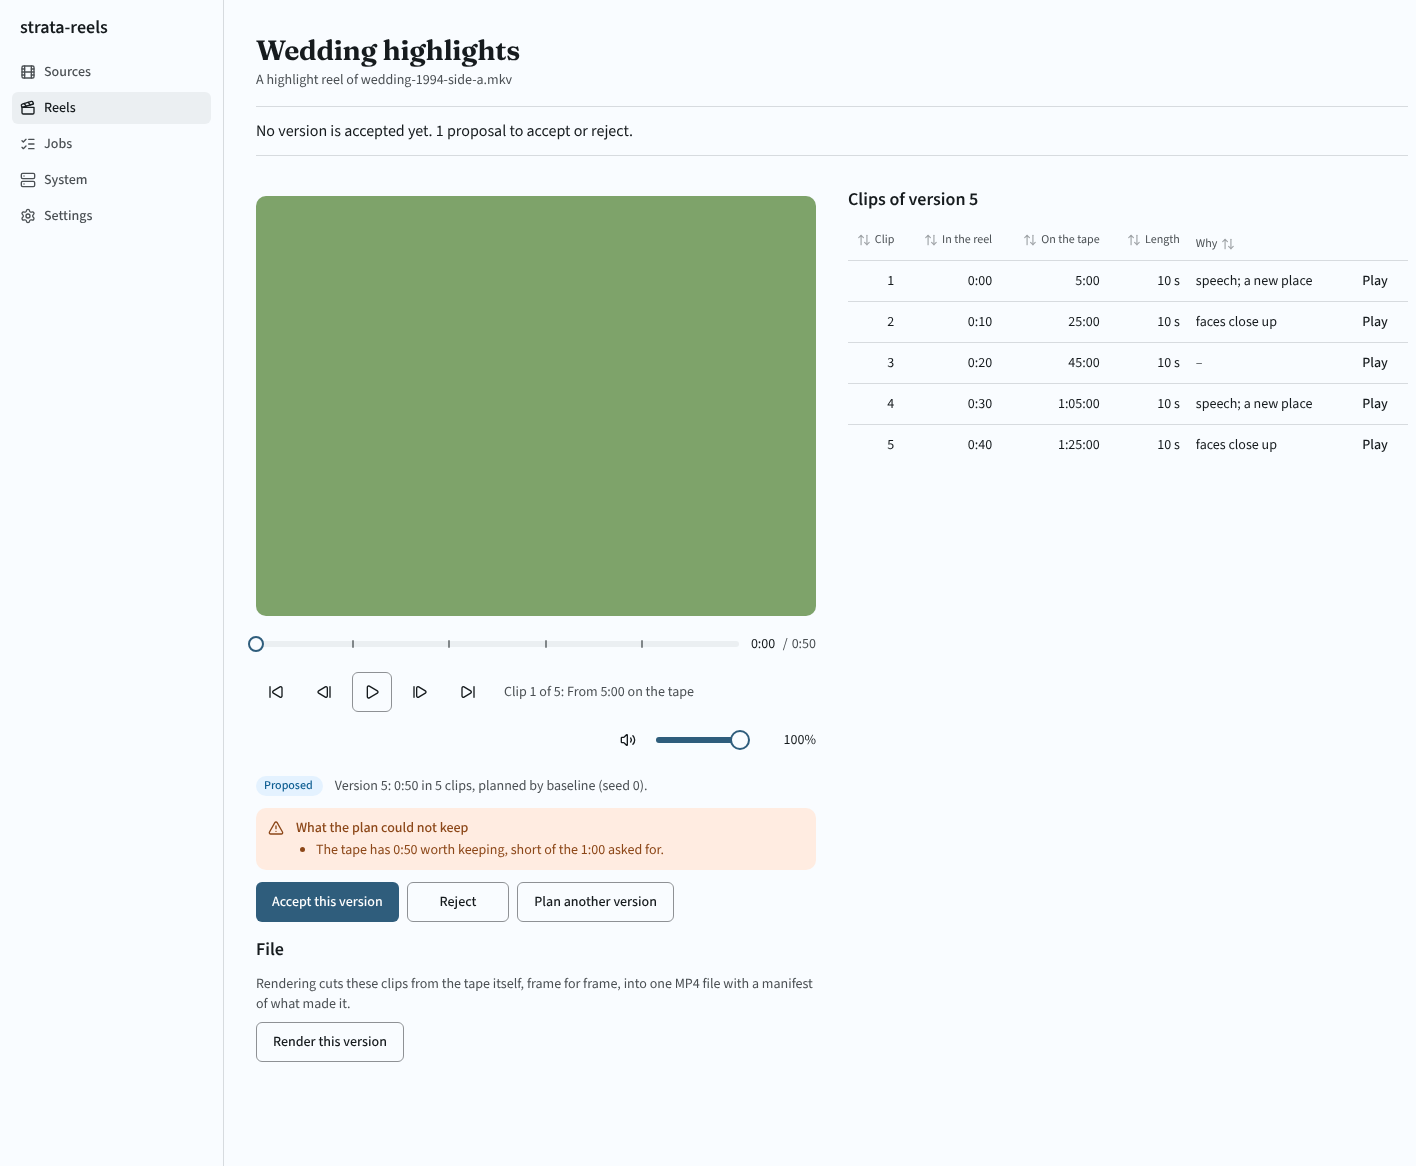 strata-reels
Sources
Reels
Jobs
System
Settings
Wedding highlights
A highlight reel of wedding-1994-side-a.mkv
No version is accepted yet. 1 proposal to accept or reject.
0:00 / 0:50
Clip 1 of 5: From 5:00 on the tape
100%
Proposed Version 5: 0:50 in 5 clips, planned by baseline (seed 0).
What the plan could not keep
• The tape has 0:50 worth keeping, short of the 1:00 asked for.
Accept this version Reject Plan another version
File
Rendering cuts these clips from the tape itself, frame for frame, into one MP4 file with a manifest
of what made it.
Render this version
Clips of version 5
Clip In the reel On the tape Length Why
1 0:00 5:00 10 s speech; a new place Play
2 0:10 25:00 10 s faces close up Play
3 0:20 45:00 10 s – Play
4 0:30 1:05:00 10 s speech; a new place Play
5 0:40 1:25:00 10 s faces close up Play